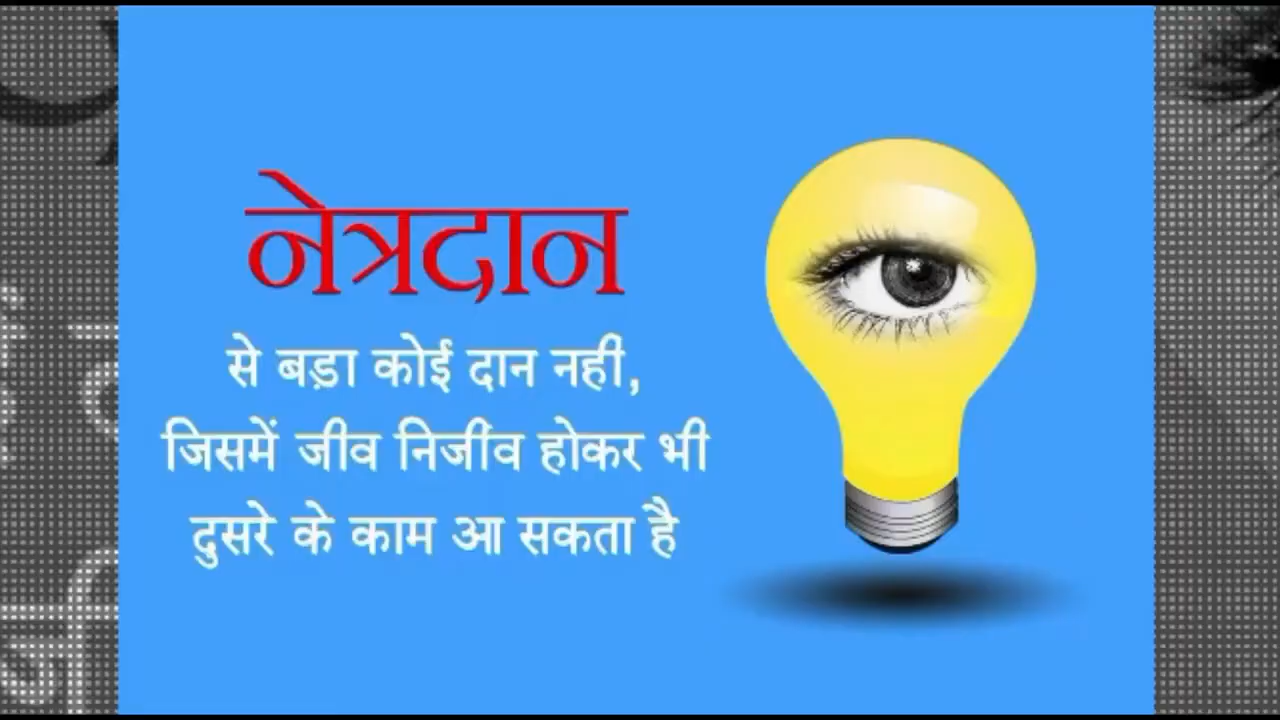 नेत्रदान
से बड़ा कोई दान नहीं,
जिसमें जीव निर्जीव होकर भी
दुसरे के काम आ सकता है